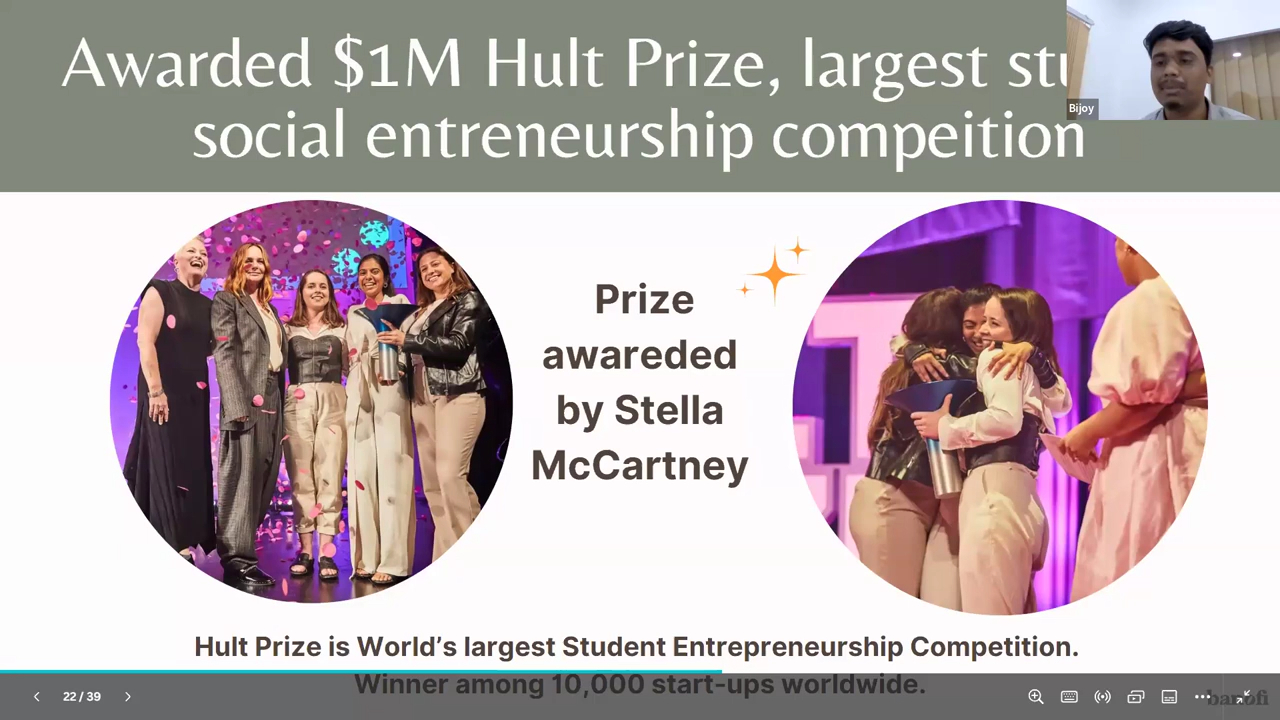 Awarded $1M Hult Prize, largest stu
social entreneurship compeition
Bijoy
Prize
awareded
by Stella
McCartney
Hult Prize is World's largest Student Entrepreneurship Competition.
Winner among 10,000 start-ups worldwide.
22 / 39
banofi